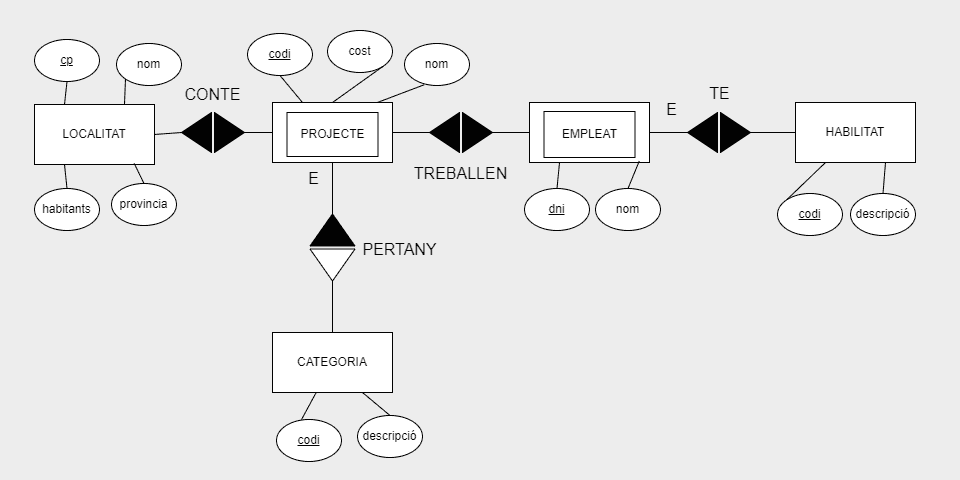 cp
nom
codi
cost
nom
CONTE
E
TE
LOCALITAT
PROJECTE
EMPLEAT
HABILITAT
E
TREBALLEN
habitants
provincia
dni
nom
codi
descripció
PERTANY
CATEGORIA
codi
descripció